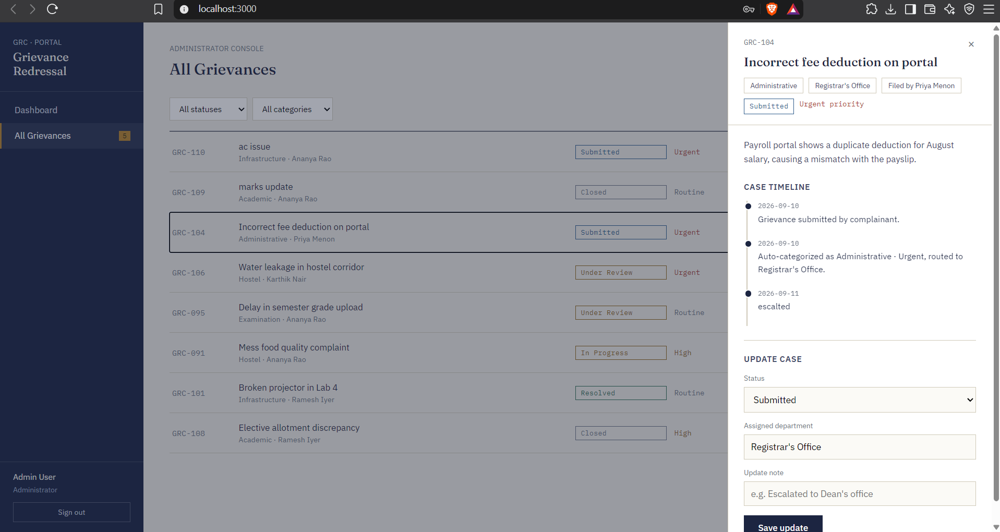 localhost:3000
GRC · PORTAL
Grievance
Redressal
Dashboard
All Grievances 5
Admin User
Administrator
Sign out
ADMINISTRATOR CONSOLE
All Grievances
All statuses All categories
GRC-110 ac issue Submitted Urgent
Infrastructure · Ananya Rao
GRC-109 marks update Closed Routine
Academic · Ananya Rao
GRC-104 Incorrect fee deduction on portal Submitted Urgent
Administrative · Priya Menon
GRC-106 Water leakage in hostel corridor Under Review Urgent
Hostel · Karthik Nair
GRC-095 Delay in semester grade upload Under Review Routine
Examination · Ananya Rao
GRC-091 Mess food quality complaint In Progress High
Hostel · Ananya Rao
GRC-101 Broken projector in Lab 4 Resolved Routine
Infrastructure · Ramesh Iyer
GRC-108 Elective allotment discrepancy Closed High
Academic · Ramesh Iyer
GRC-104 ×
Incorrect fee deduction on portal
Administrative Registrar's Office Filed by Priya Menon
Submitted Urgent priority
Payroll portal shows a duplicate deduction for August
salary, causing a mismatch with the payslip.
CASE TIMELINE
2026-09-10
Grievance submitted by complainant.
2026-09-10
Auto-categorized as Administrative · Urgent, routed to
Registrar's Office.
2026-09-11
escalted
UPDATE CASE
Status
Submitted
Assigned department
Registrar's Office
Update note
e.g. Escalated to Dean's office
Save update